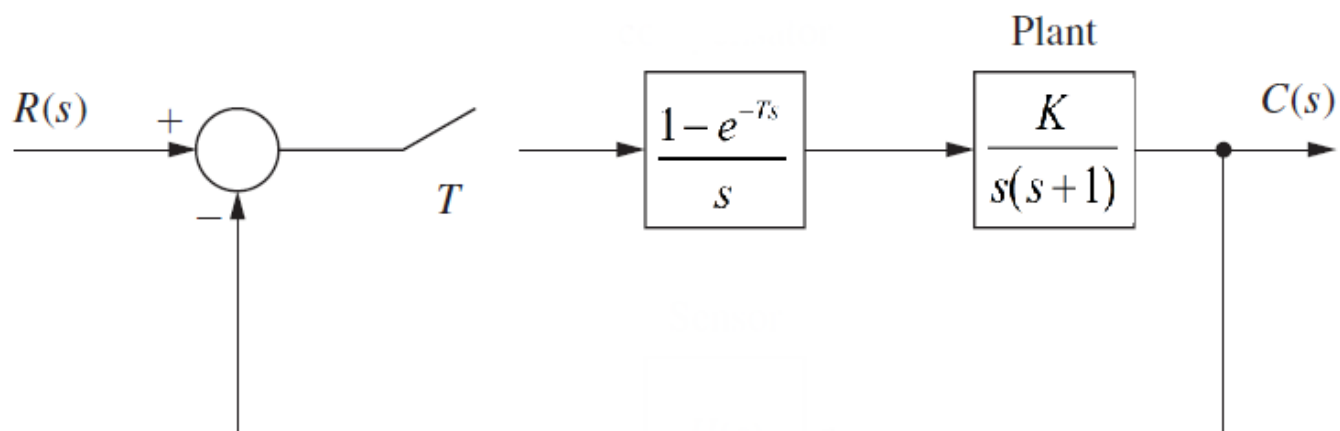 Plant
R(s)
+
−
T
1 − e^{−Ts}
s
K
s(s + 1)
C(s)